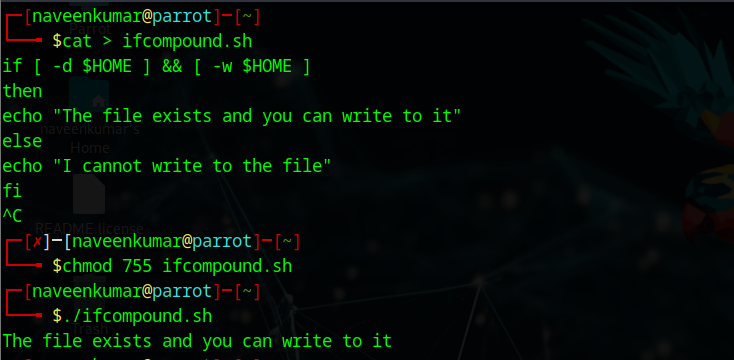 ┌─[naveenkumar@parrot]─[~]
└──╼ $cat > ifcompound.sh
if [ -d $HOME ] && [ -w $HOME ]
then
echo "The file exists and you can write to it"
else
echo "I cannot write to the file"
fi
^C
┌─[✗]─[naveenkumar@parrot]─[~]
└──╼ $chmod 755 ifcompound.sh
┌─[naveenkumar@parrot]─[~]
└──╼ $./ifcompound.sh
The file exists and you can write to it
Parrot
naveenkumar's
Home
README.license
Trash